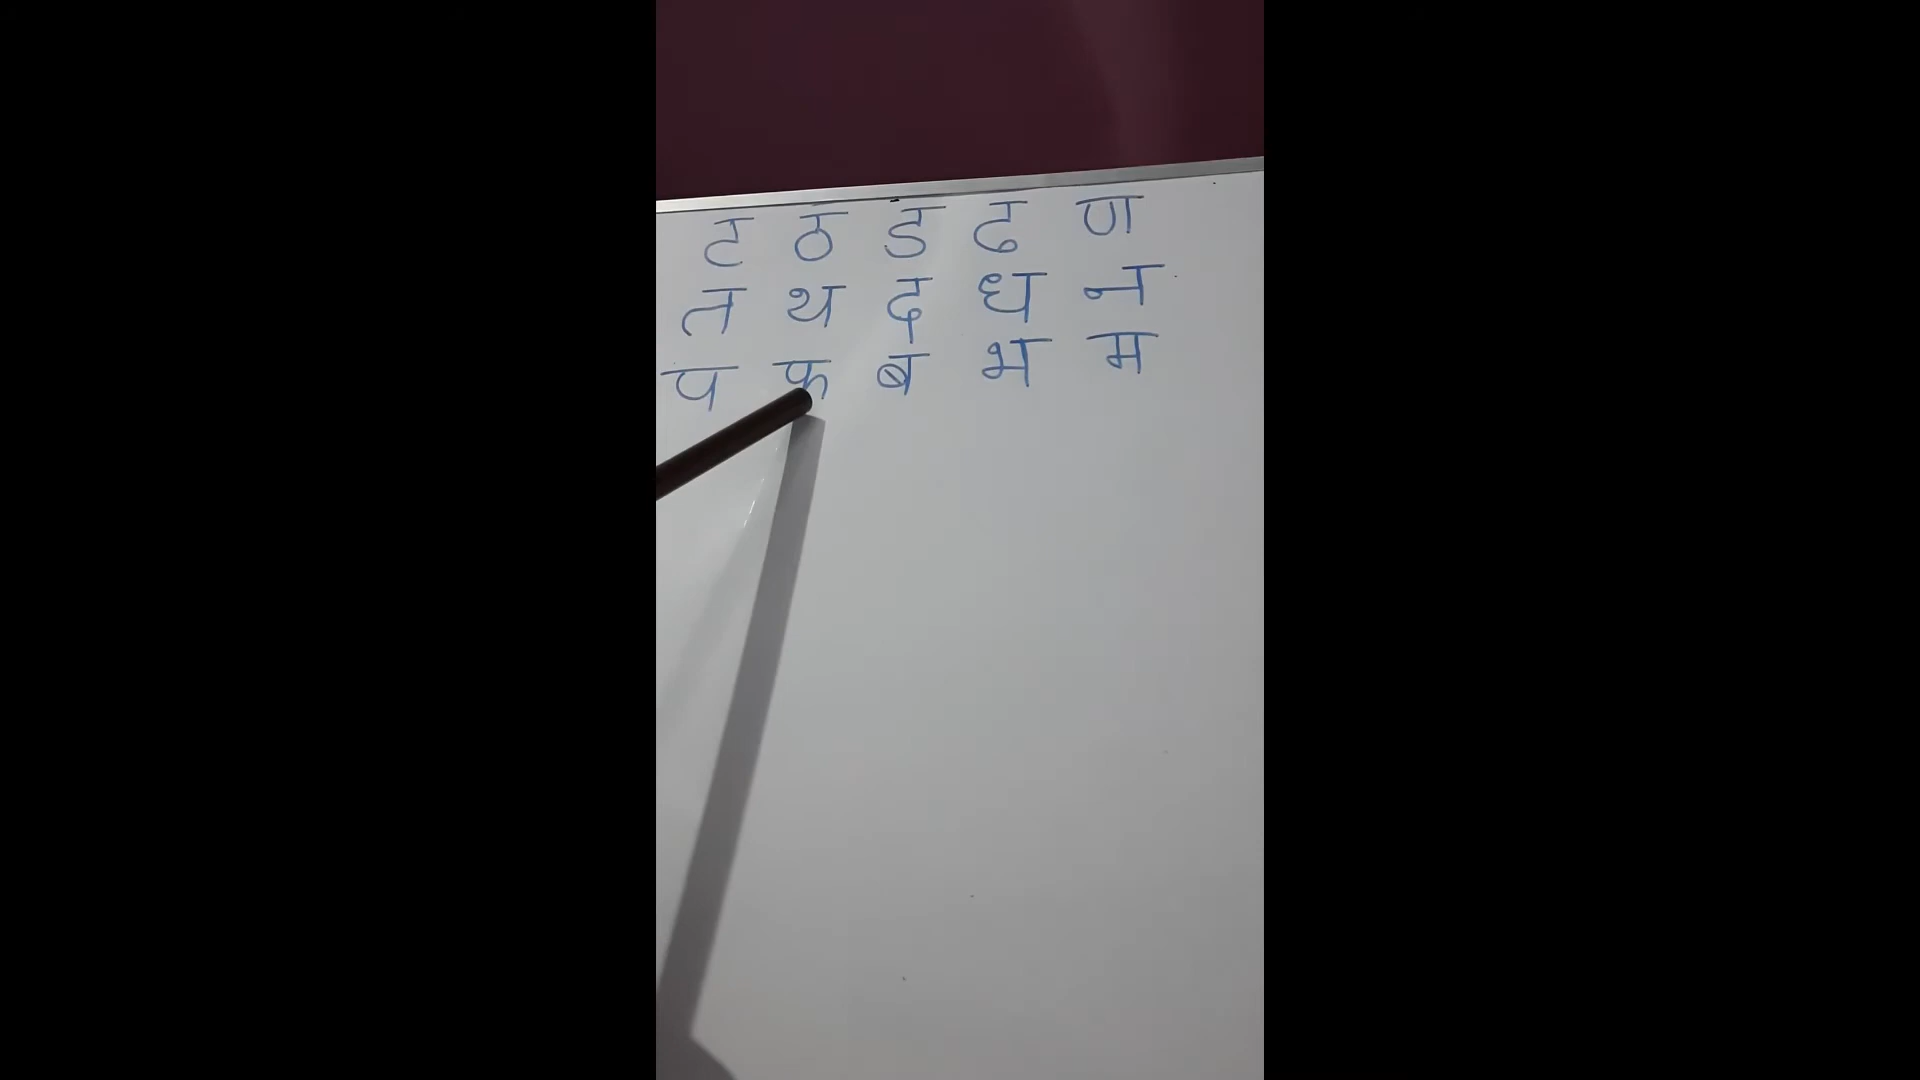 ट ठ ड ढ ण
त थ द ध न
प फ ब भ म